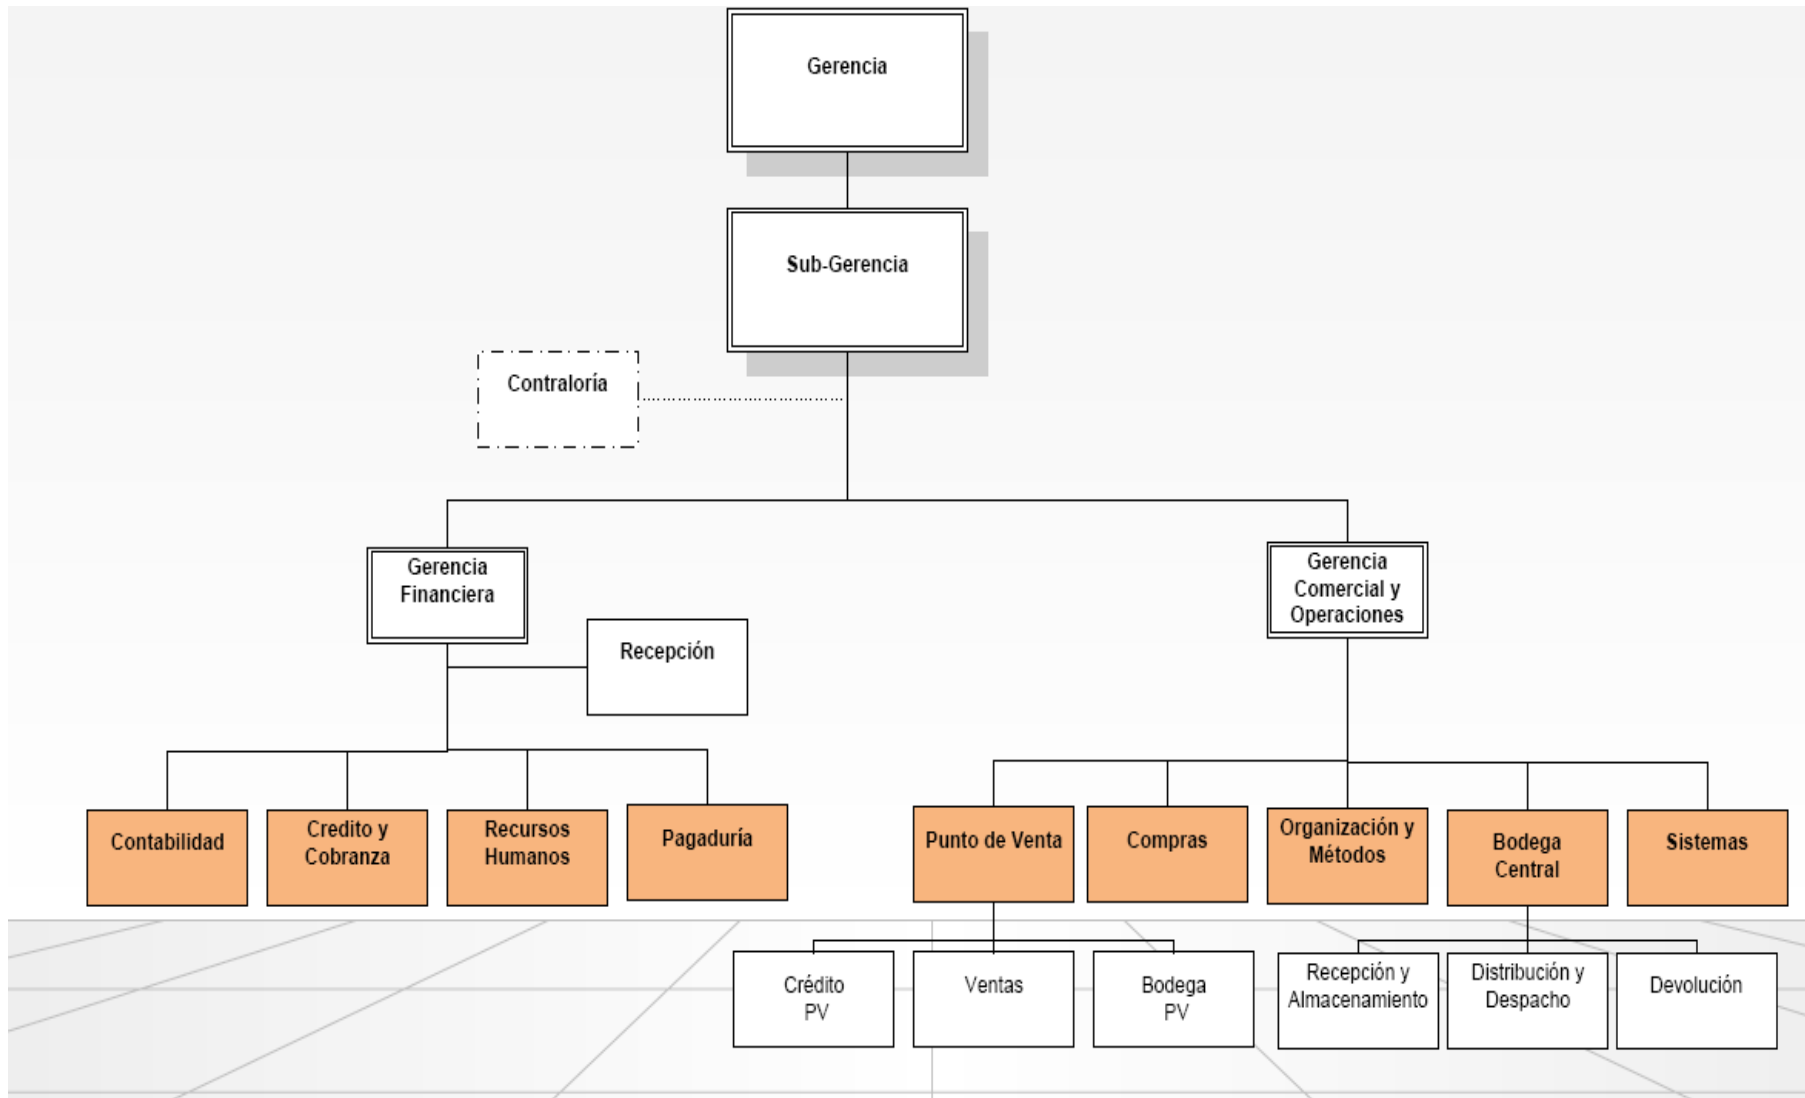 Gerencia
Sub-Gerencia
Contraloría
Gerencia
Financiera
Gerencia
Comercial y
Operaciones
Recepción
Contabilidad
Credito y
Cobranza
Recursos
Humanos
Pagaduría
Punto de Venta
Compras
Organización y
Métodos
Bodega
Central
Sistemas
Crédito
PV
Ventas
Bodega
PV
Recepción y
Almacenamiento
Distribución y
Despacho
Devolución